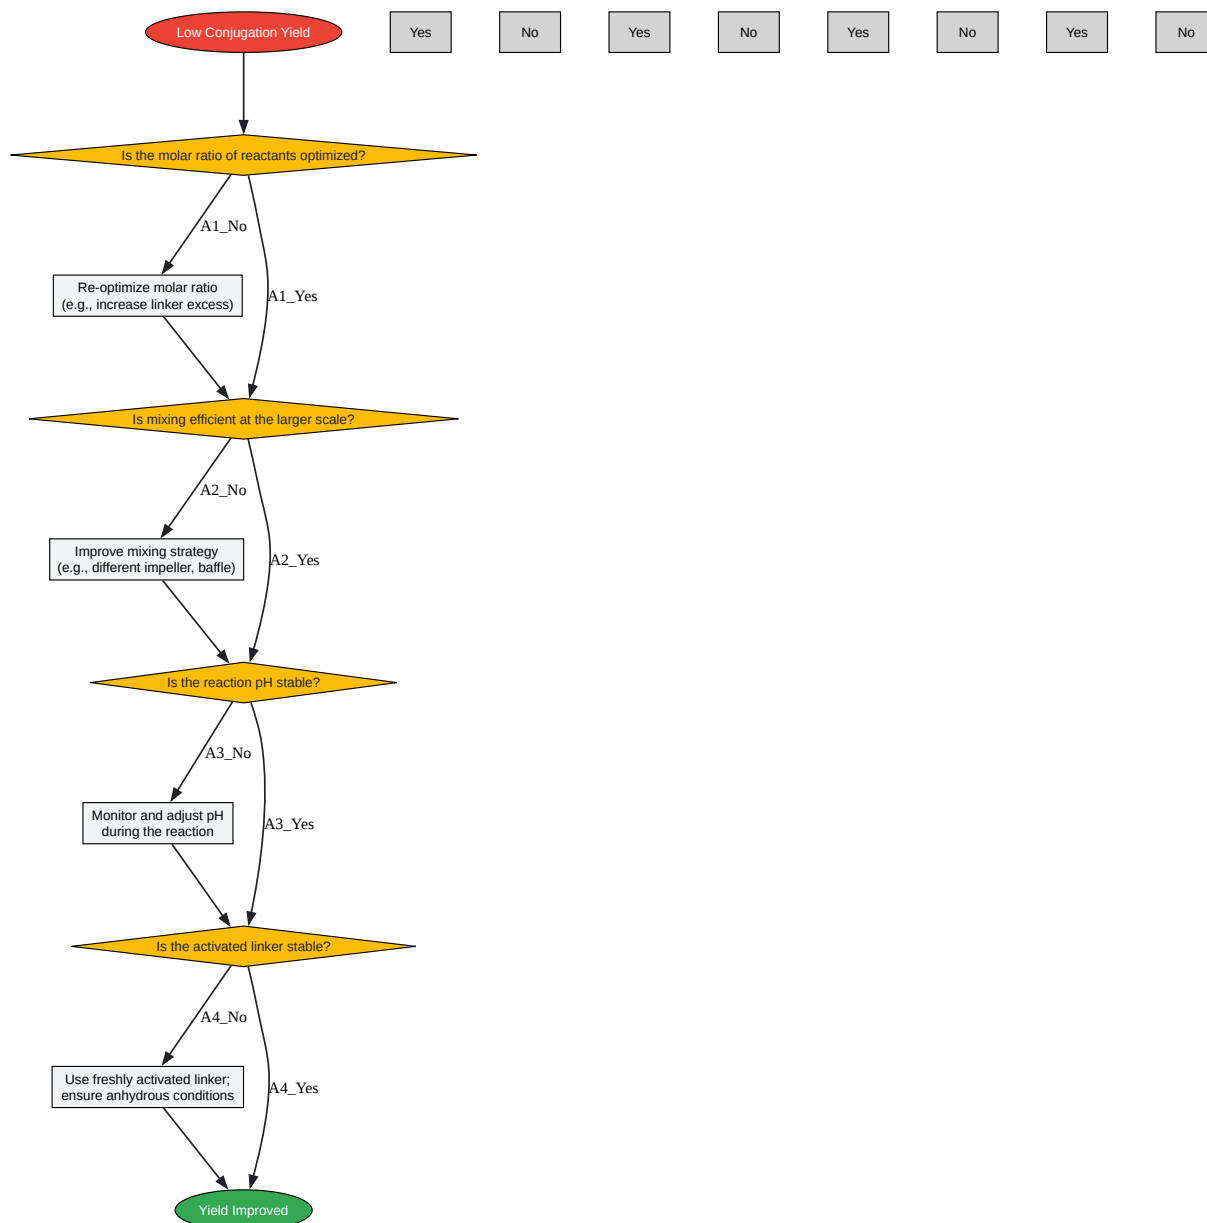 Low Conjugation Yield
Yes
No
Yes
No
Yes
No
Yes
No
Is the molar ratio of reactants optimized?
A1_No
Re-optimize molar ratio
(e.g., increase linker excess)
A1_Yes
Is mixing efficient at the larger scale?
A2_No
Improve mixing strategy
(e.g., different impeller, baffle)
A2_Yes
Is the reaction pH stable?
A3_No
Monitor and adjust pH
during the reaction
A3_Yes
Is the activated linker stable?
A4_No
Use freshly activated linker;
ensure anhydrous conditions
A4_Yes
Yield Improved